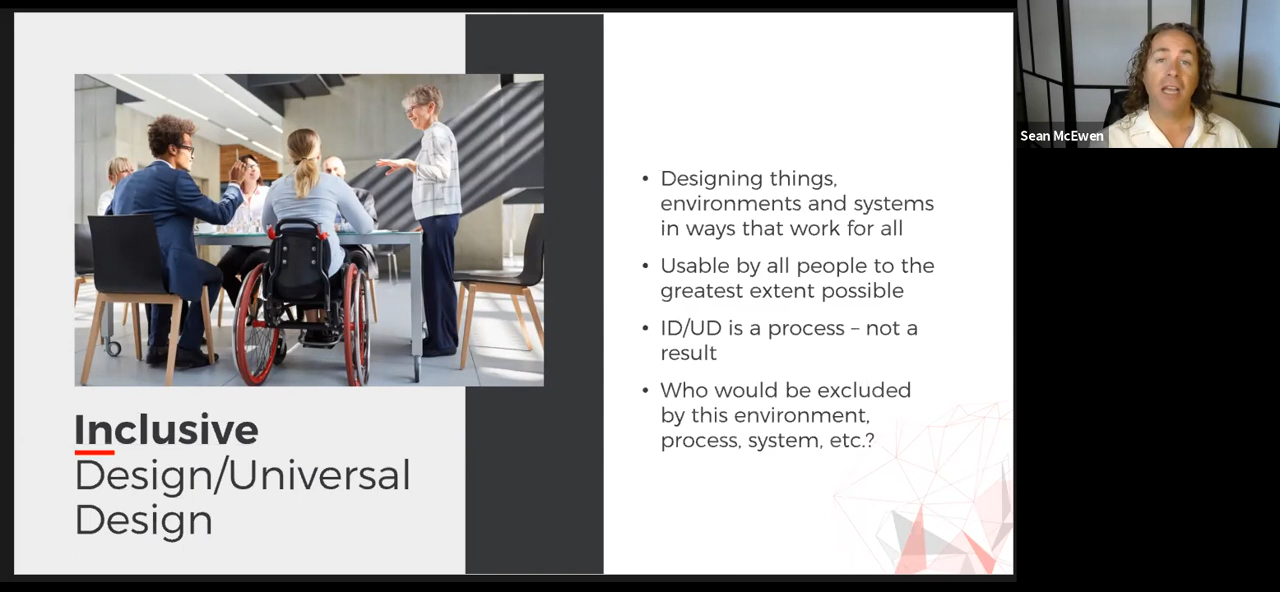 Inclusive
Design/Universal
Design
• Designing things,
environments and systems
in ways that work for all
• Usable by all people to the
greatest extent possible
• ID/UD is a process – not a
result
• Who would be excluded
by this environment,
process, system, etc.?
Sean McEwen